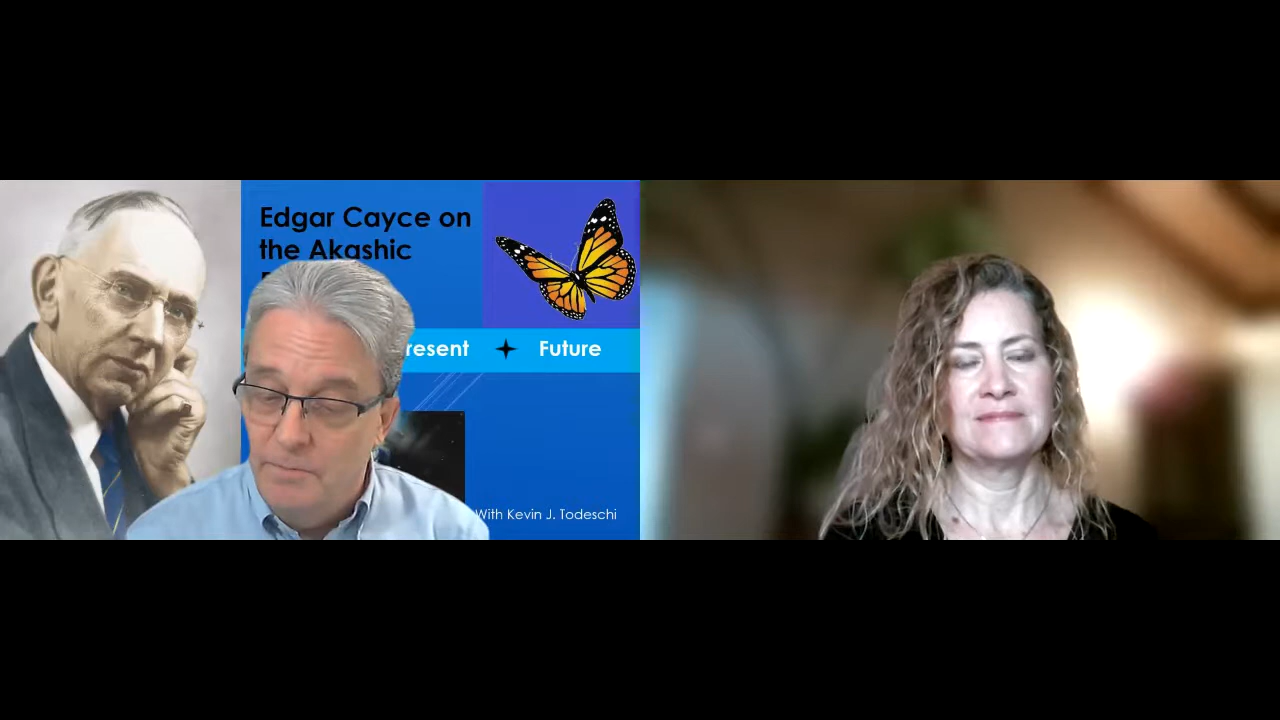 Edgar Cayce on
the Akashic
resent
Future
With Kevin J. Todeschi